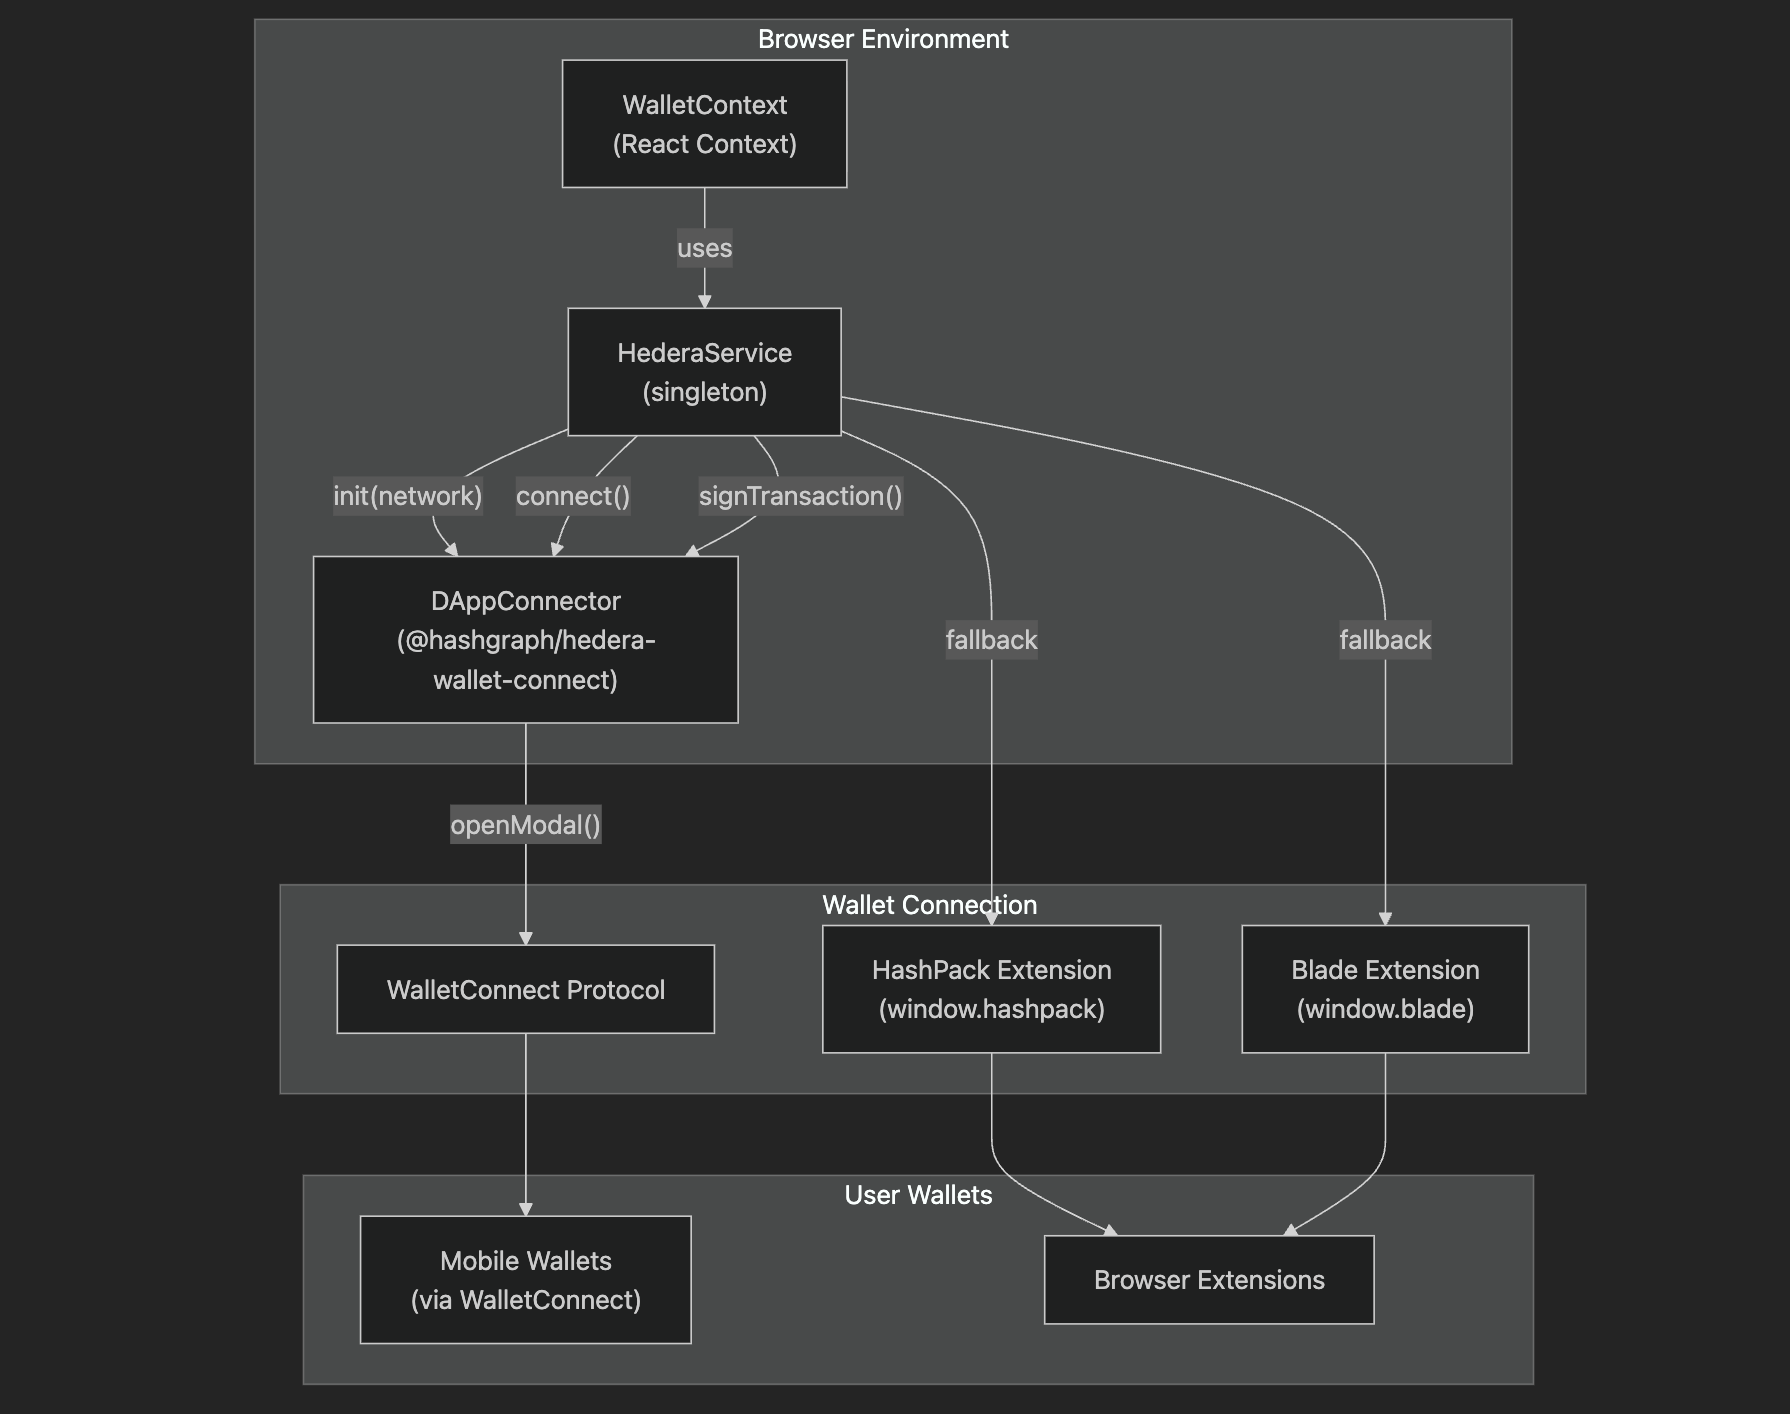 Browser Environment
WalletContext
(React Context)
uses
HederaService
(singleton)
init(network)
connect()
signTransaction()
DAppConnector
(@hashgraph/hedera-
wallet-connect)
fallback
fallback
openModal()
Wallet Connection
WalletConnect Protocol
HashPack Extension
(window.hashpack)
Blade Extension
(window.blade)
User Wallets
Mobile Wallets
(via WalletConnect)
Browser Extensions